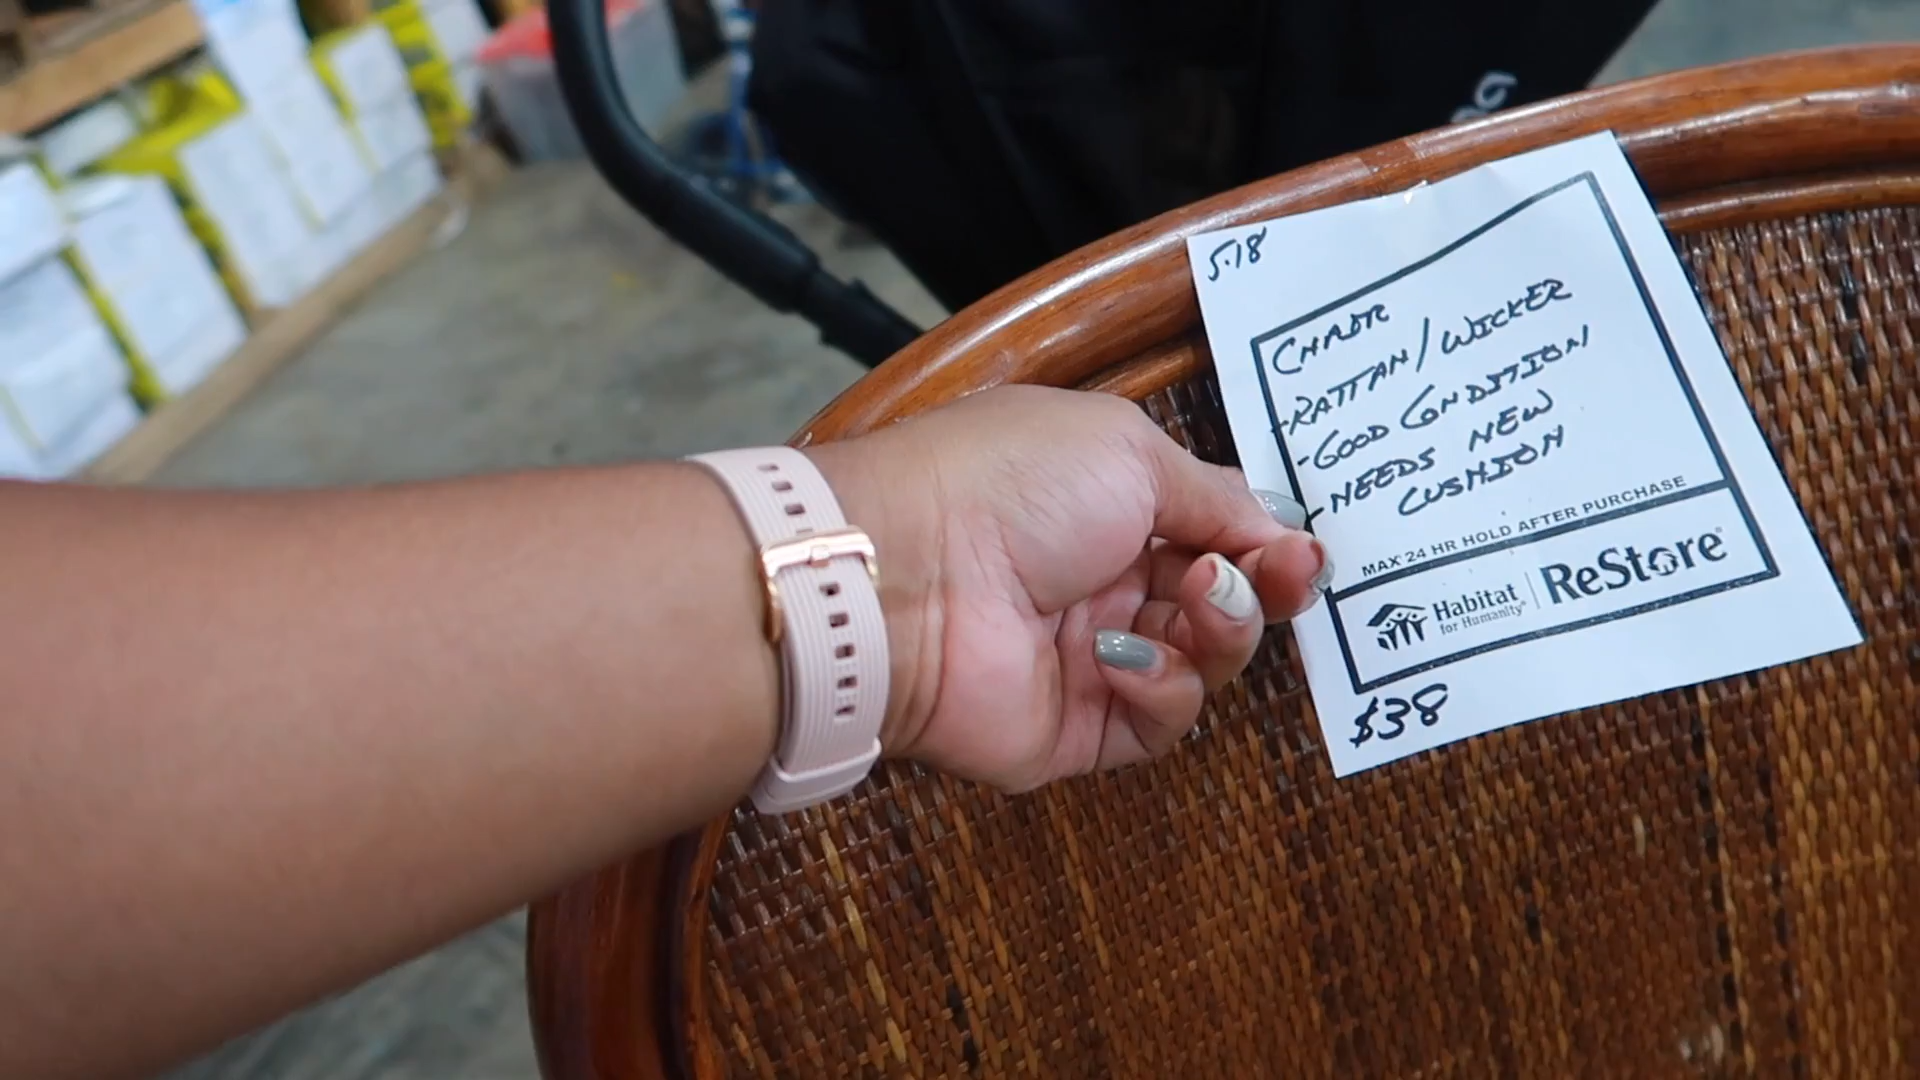 5.18
CHAIR
-RATTAN/WICKER
-GOOD CONDITION
-NEEDS NEW
CUSHION
MAX 24 HR HOLD AFTER PURCHASE
Habitat for Humanity® | ReStore®
$38